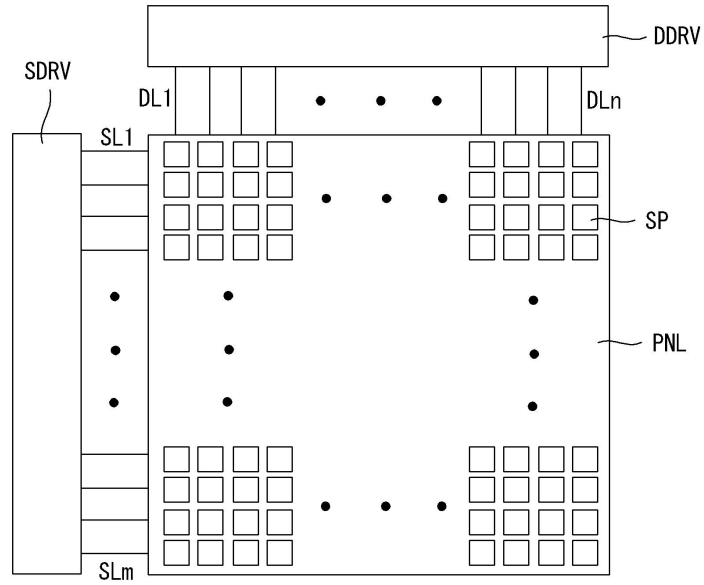 DDRV
SDRV
DL1
DLn
SL1
SP
PNL
SLm